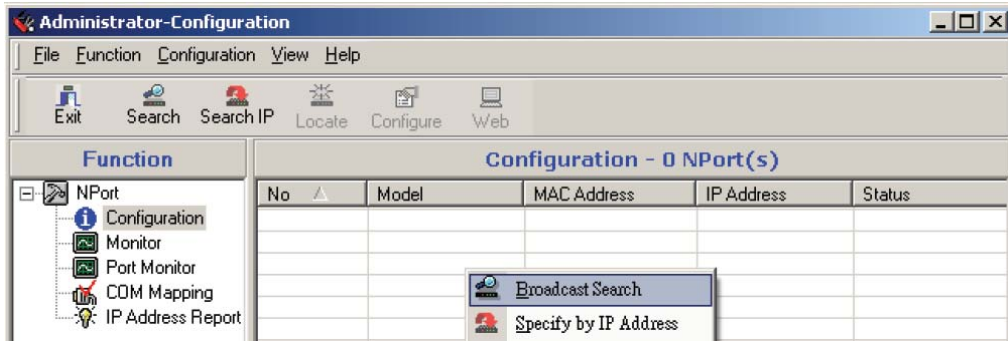 Administrator-Configuration
File Function Configuration View Help
Exit Search Search IP Locate Configure Web
Function
Configuration - 0 NPort(s)
No Model MAC Address IP Address Status
NPort
Configuration
Monitor
Port Monitor
COM Mapping
IP Address Report
Broadcast Search
Specify by IP Address